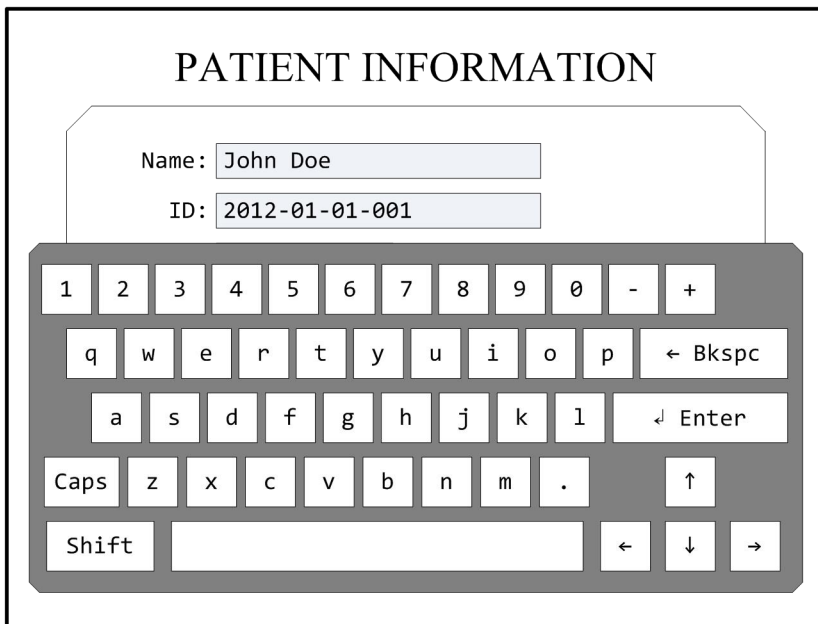 PATIENT INFORMATION
Name: John Doe
ID: 2012-01-01-001
1 2 3 4 5 6 7 8 9 0 - +
q w e r t y u i o p ← Bkspc
a s d f g h j k l ↲ Enter
Caps z x c v b n m . ↑
Shift ← ↓ →